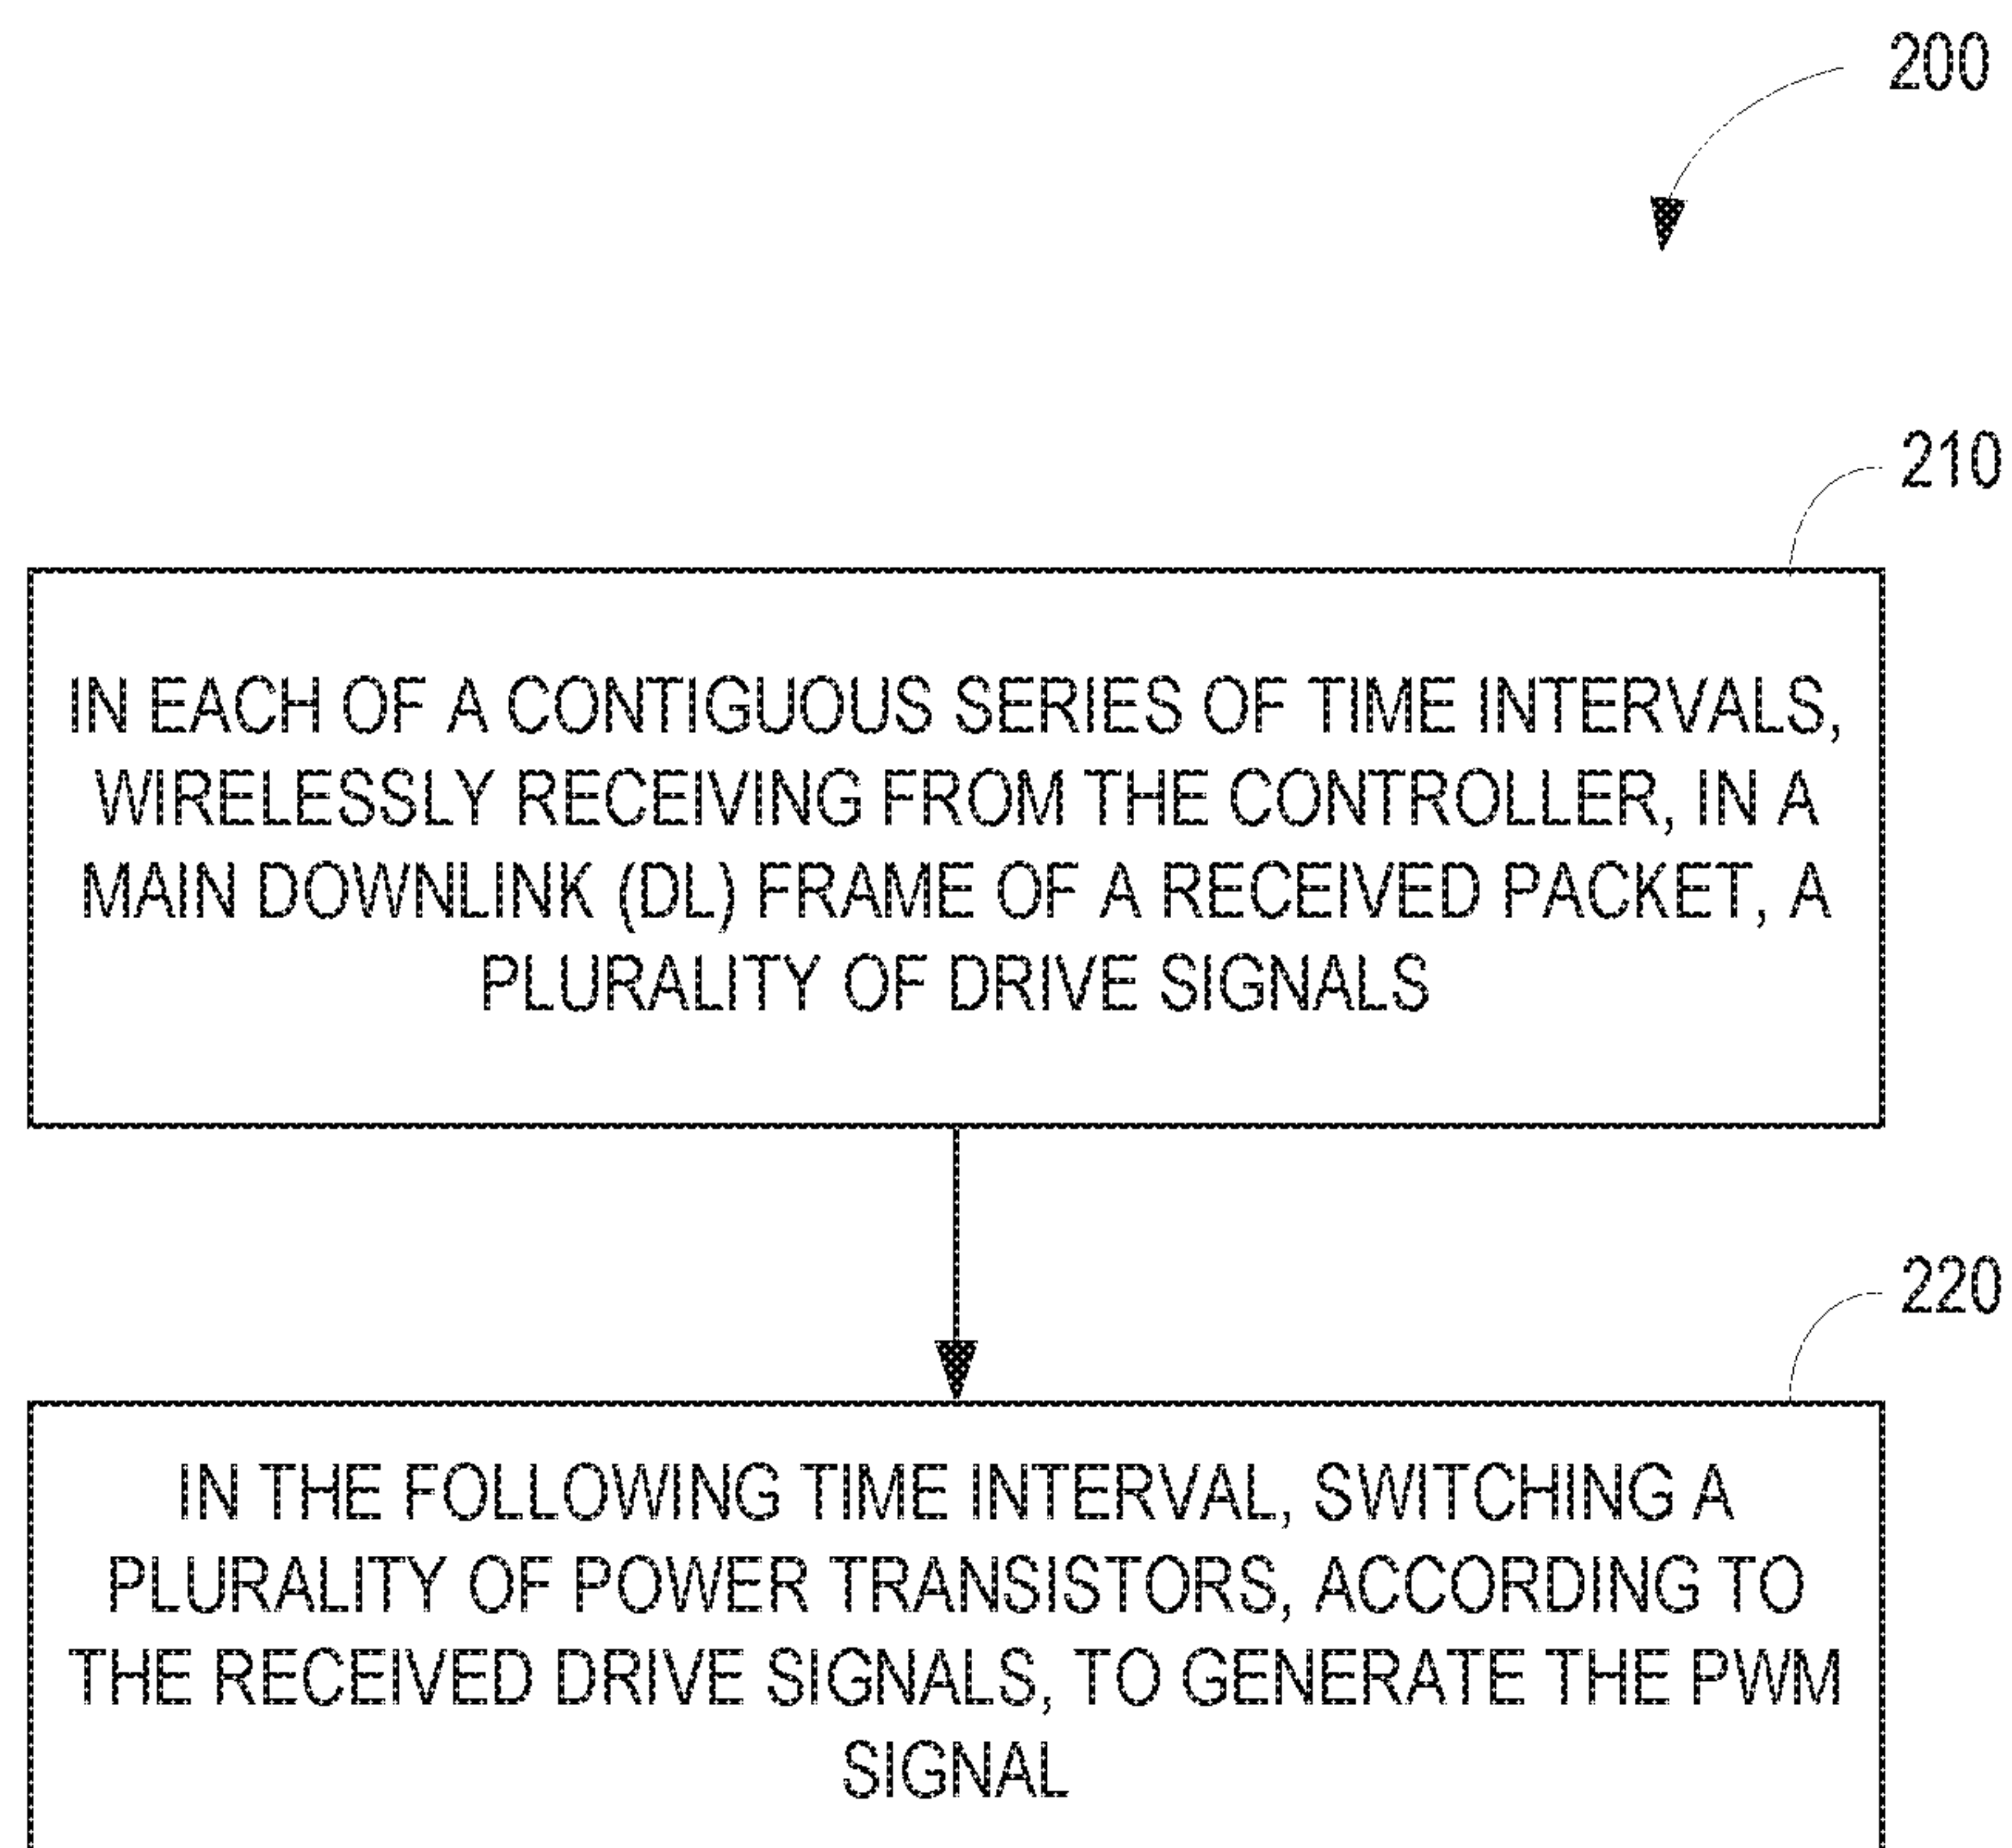 200
210
IN EACH OF A CONTIGUOUS SERIES OF TIME INTERVALS,
WIRELESSLY RECEIVING FROM THE CONTROLLER, IN A
MAIN DOWNLINK (DL) FRAME OF A RECEIVED PACKET, A
PLURALITY OF DRIVE SIGNALS
220
IN THE FOLLOWING TIME INTERVAL, SWITCHING A
PLURALITY OF POWER TRANSISTORS, ACCORDING TO
THE RECEIVED DRIVE SIGNALS, TO GENERATE THE PWM
SIGNAL